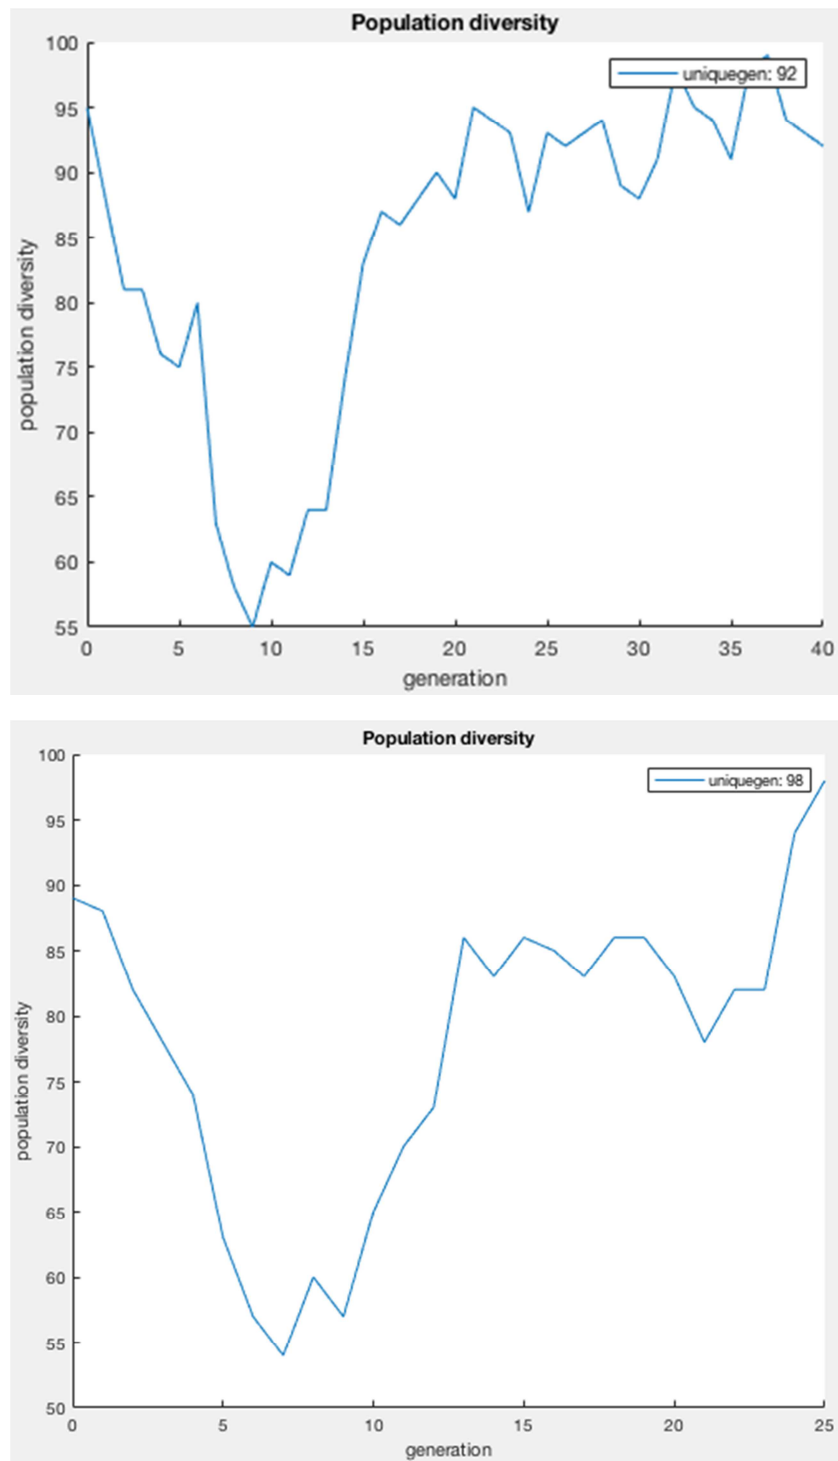 Population diversity
100
uniquegen: 92
95
90
85
80
75
70
65
60
55
population diversity
0 5 10 15 20 25 30 35 40
generation
Population diversity
100
uniquegen: 98
95
90
85
80
75
70
65
60
55
50
population diversity
0 5 10 15 20 25
generation